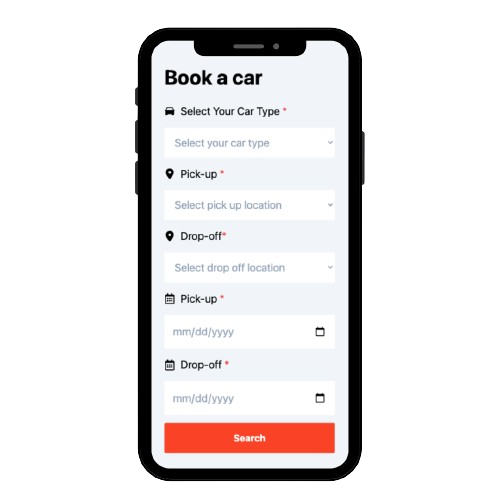 Book a car
Select Your Car Type *
Select your car type
Pick-up *
Select pick up location
Drop-off*
Select drop off location
Pick-up *
mm/dd/yyyy
Drop-off *
mm/dd/yyyy
Search